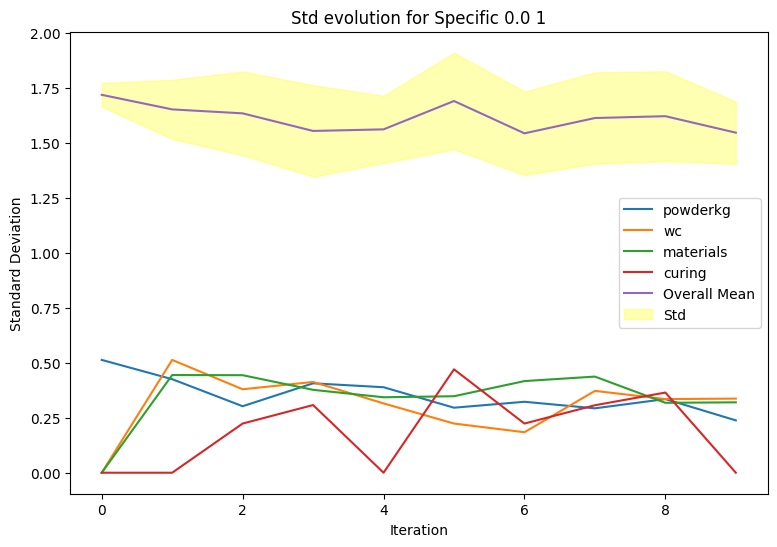 Std evolution for Specific 0.0 1
2.00
1.75
1.50
1.25
1.00
0.75
0.50
0.25
0.00
Standard Deviation
powderkg
wc
materials
curing
Overall Mean
Std
0 2 4 6 8
Iteration